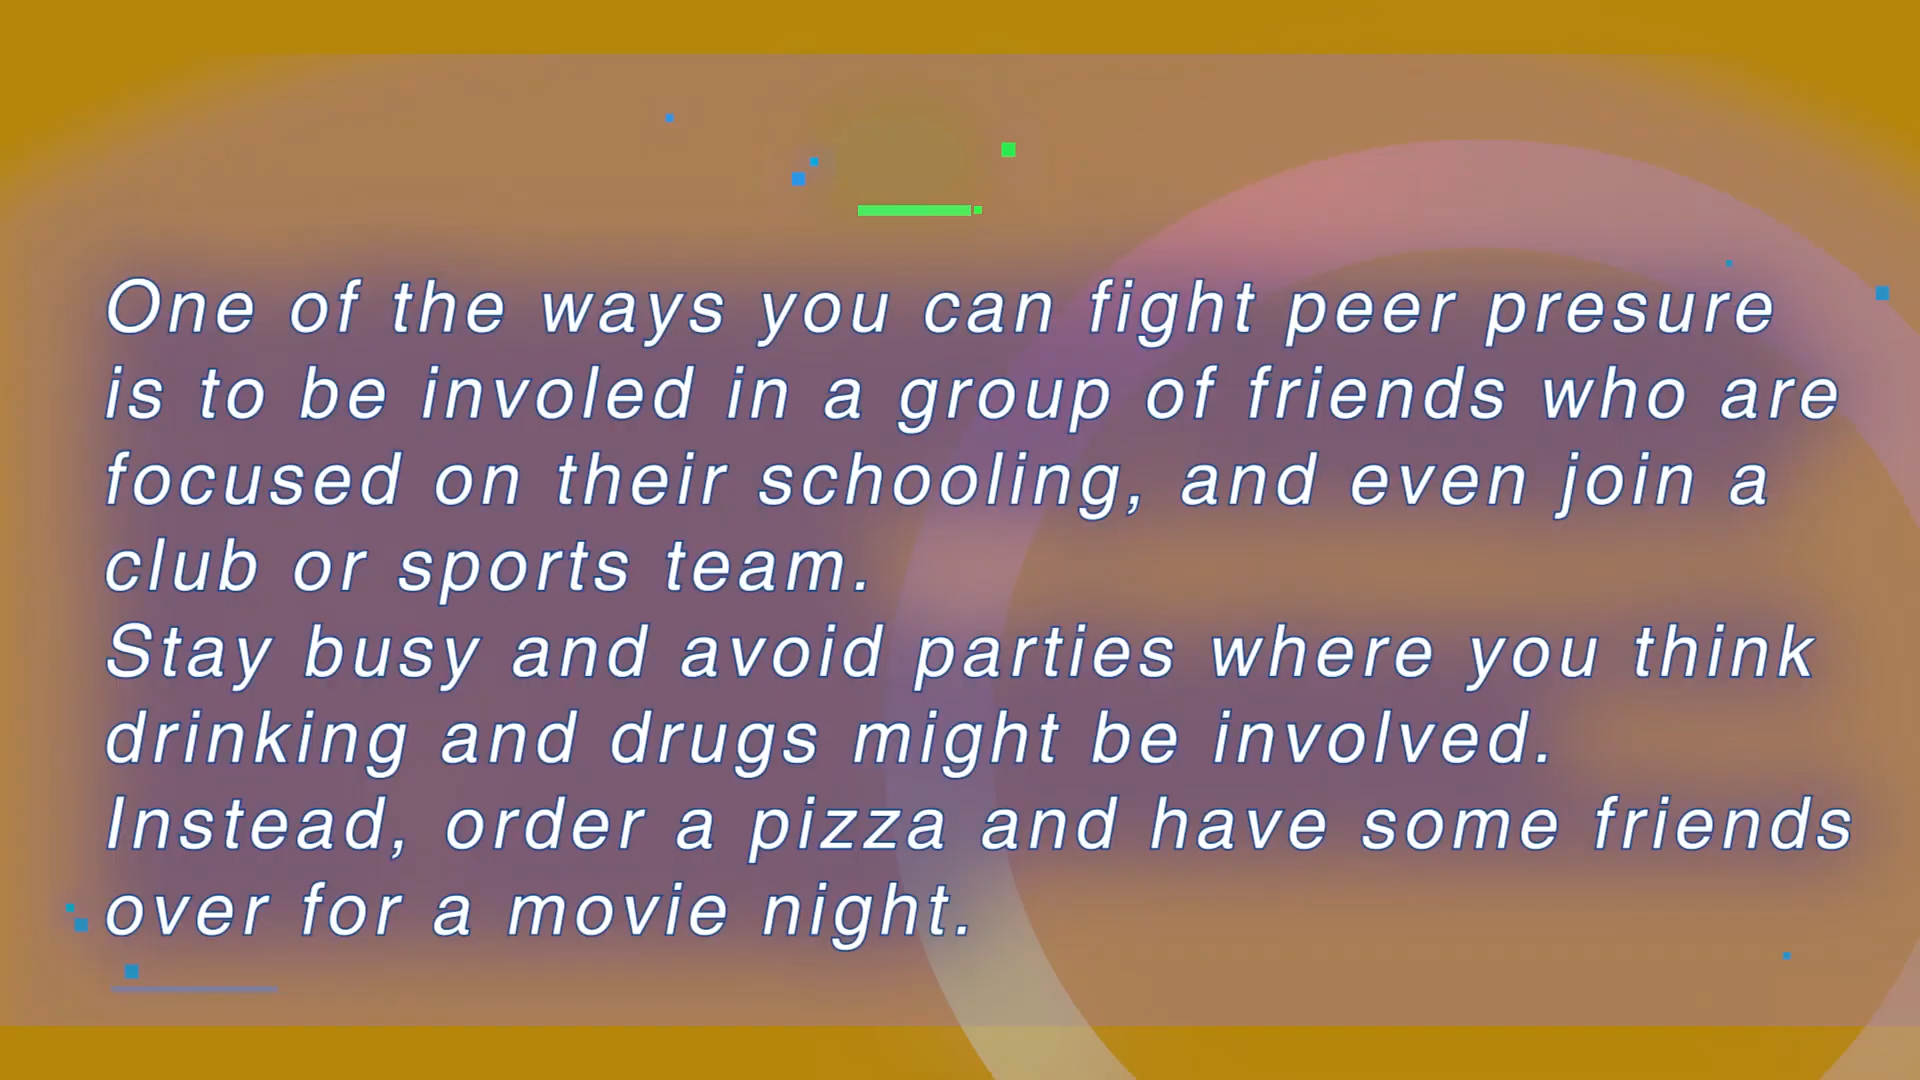 One of the ways you can fight peer presure
is to be involed in a group of friends who are
focused on their schooling, and even join a
club or sports team.
Stay busy and avoid parties where you think
drinking and drugs might be involved.
Instead, order a pizza and have some friends
over for a movie night.